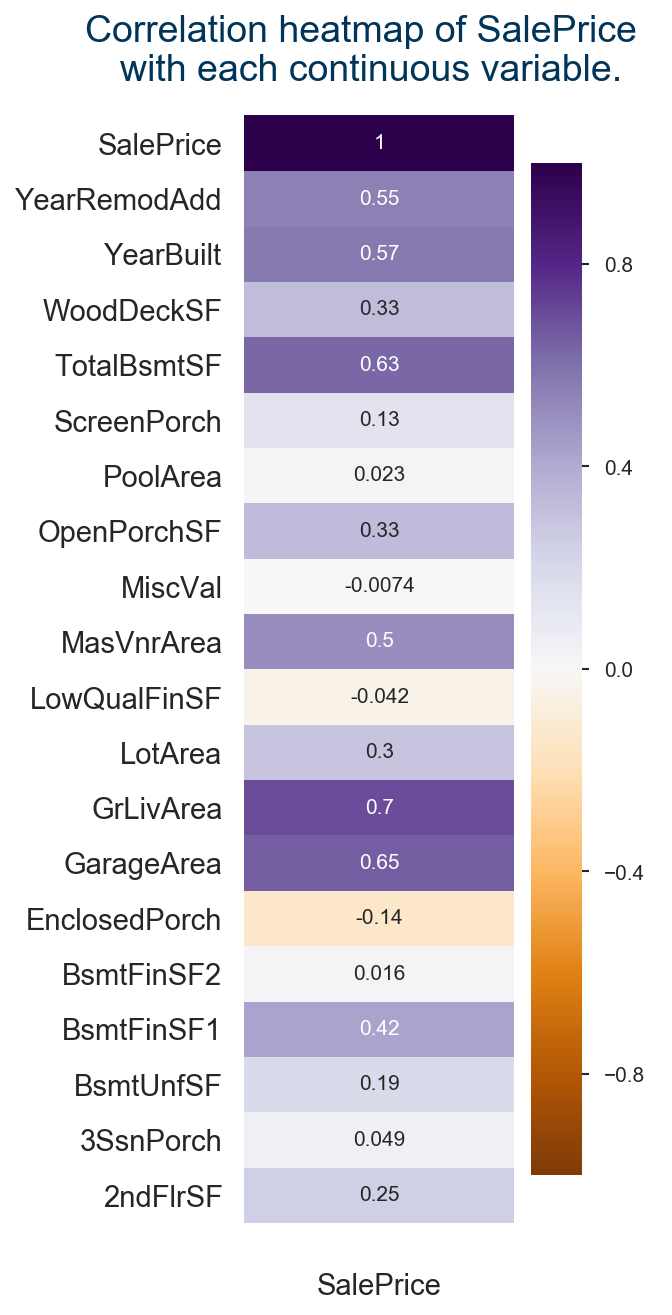 Correlation heatmap of SalePrice
with each continuous variable.
SalePrice 1
YearRemodAdd 0.55
YearBuilt 0.57
WoodDeckSF 0.33
TotalBsmtSF 0.63
ScreenPorch 0.13
PoolArea 0.023
OpenPorchSF 0.33
MiscVal -0.0074
MasVnrArea 0.5
LowQualFinSF -0.042
LotArea 0.3
GrLivArea 0.7
GarageArea 0.65
EnclosedPorch -0.14
BsmtFinSF2 0.016
BsmtFinSF1 0.42
BsmtUnfSF 0.19
3SsnPorch 0.049
2ndFlrSF 0.25
SalePrice
0.8
0.4
0.0
−0.4
−0.8